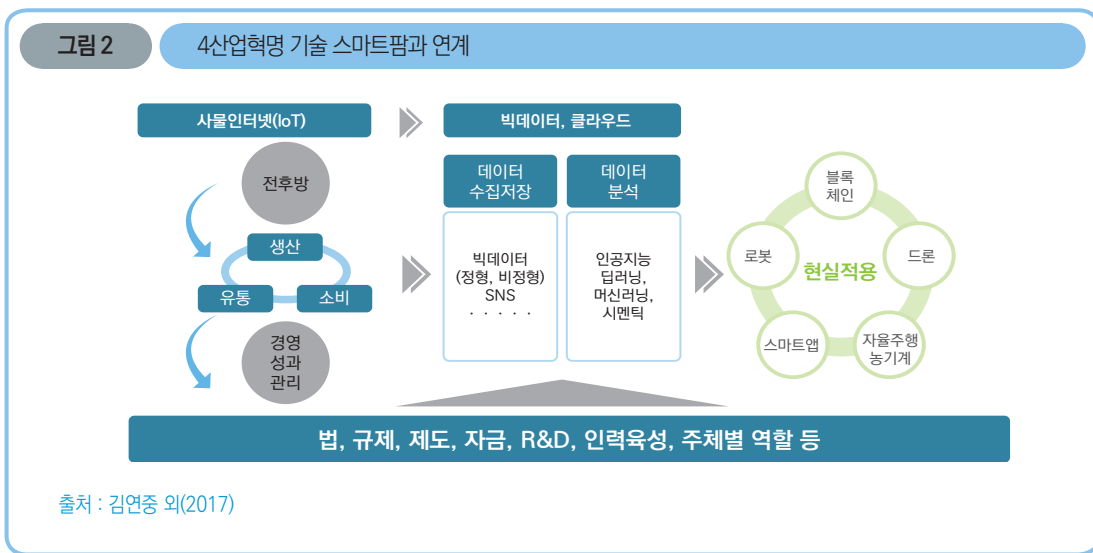 그림 2
4산업혁명 기술 스마트팜과 연계
사물인터넷(IoT)
전후방
생산
유통
소비
경영
성과
관리
빅데이터, 클라우드
데이터
수집저장
빅데이터
(정형, 비정형)
SNS
· · · · ·
데이터
분석
인공지능
딥러닝,
머신러닝,
시멘틱
블록
체인
로봇
드론
현실적용
스마트앱
자율주행
농기계
법, 규제, 제도, 자금, R&D, 인력육성, 주체별 역할 등
출처 : 김연중 외(2017)